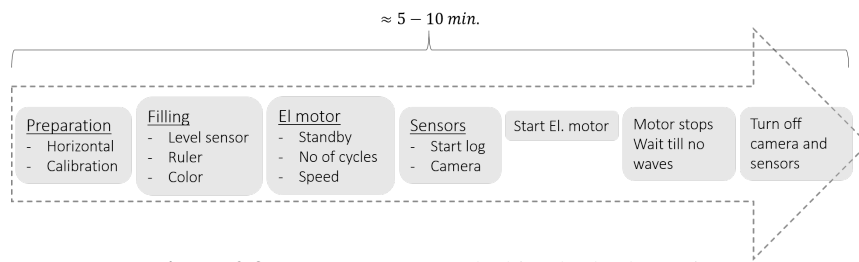 ≈ 5 − 10 min.
Preparation
- Horizontal
- Calibration
Filling
- Level sensor
- Ruler
- Color
El motor
- Standby
- No of cycles
- Speed
Sensors
- Start log
- Camera
Start El. motor
Motor stops
Wait till no
waves
Turn off
camera and
sensors